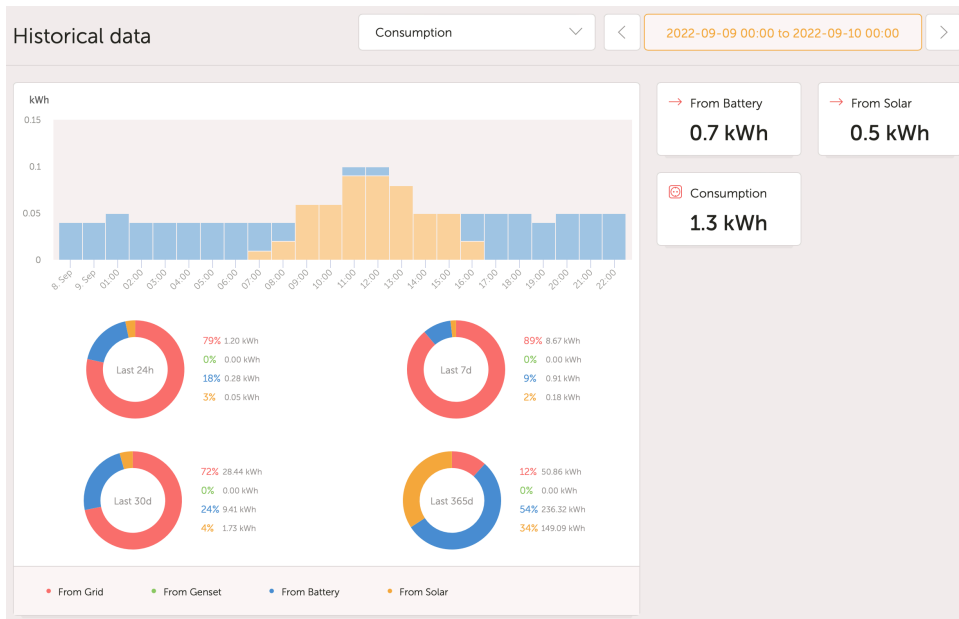 Historical data
Consumption
2022-09-09 00:00 to 2022-09-10 00:00
kWh
0.15
0.1
0.05
0
8. Sep
9. Sep
01:00
02:00
03:00
04:00
05:00
06:00
07:00
08:00
09:00
10:00
11:00
12:00
13:00
14:00
15:00
16:00
17:00
18:00
19:00
20:00
21:00
22:00
From Battery
0.7 kWh
From Solar
0.5 kWh
Consumption
1.3 kWh
Last 24h
79% 1.20 kWh
0% 0.00 kWh
18% 0.28 kWh
3% 0.05 kWh
Last 7d
89% 8.67 kWh
0% 0.00 kWh
9% 0.91 kWh
2% 0.18 kWh
Last 30d
72% 28.44 kWh
0% 0.00 kWh
24% 9.41 kWh
4% 1.73 kWh
Last 365d
12% 50.86 kWh
0% 0.00 kWh
54% 236.32 kWh
34% 149.09 kWh
From Grid
From Genset
From Battery
From Solar